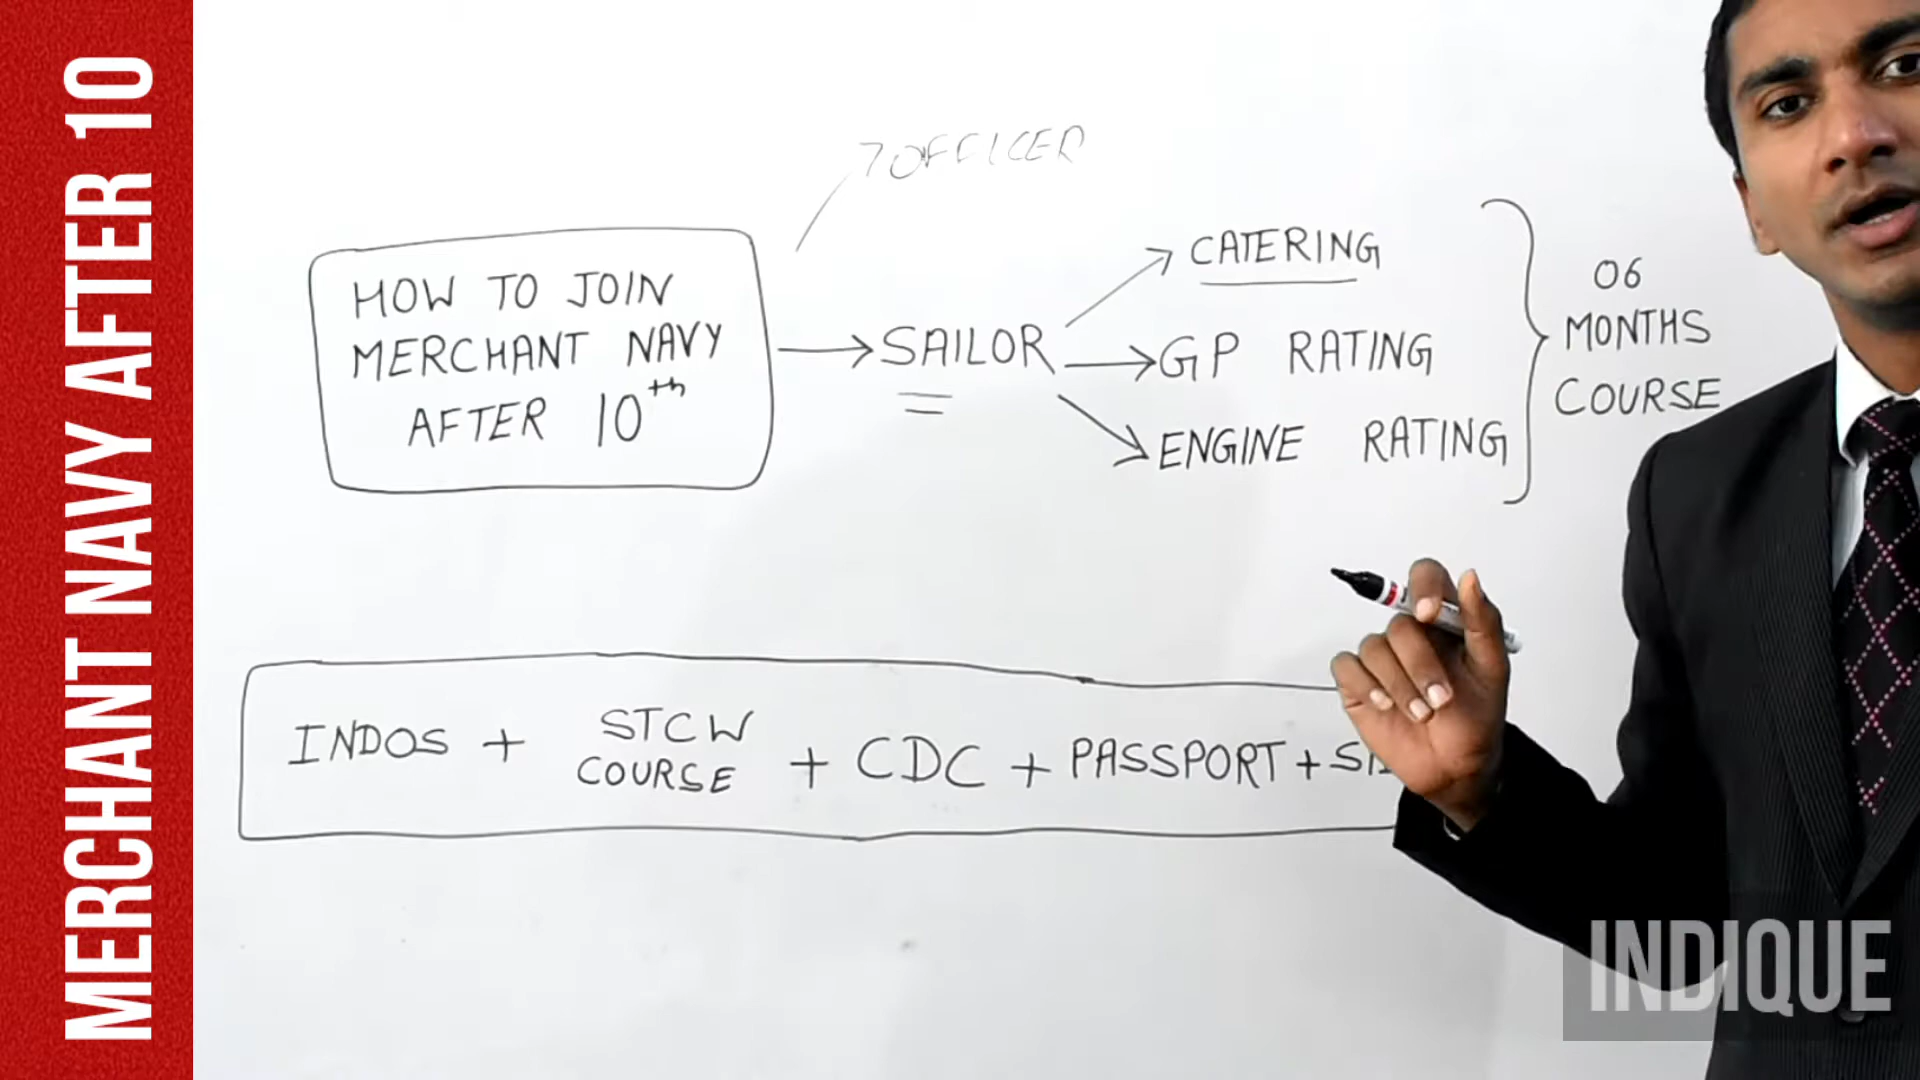 MERCHANT NAVY AFTER 10
OFFICER
HOW TO JOIN
MERCHANT NAVY
AFTER 10th
SAILOR
CATERING
GP RATING
ENGINE RATING
06
MONTHS
COURSE
INDOS + STCW COURSE + CDC + PASSPORT +
INDIQUE